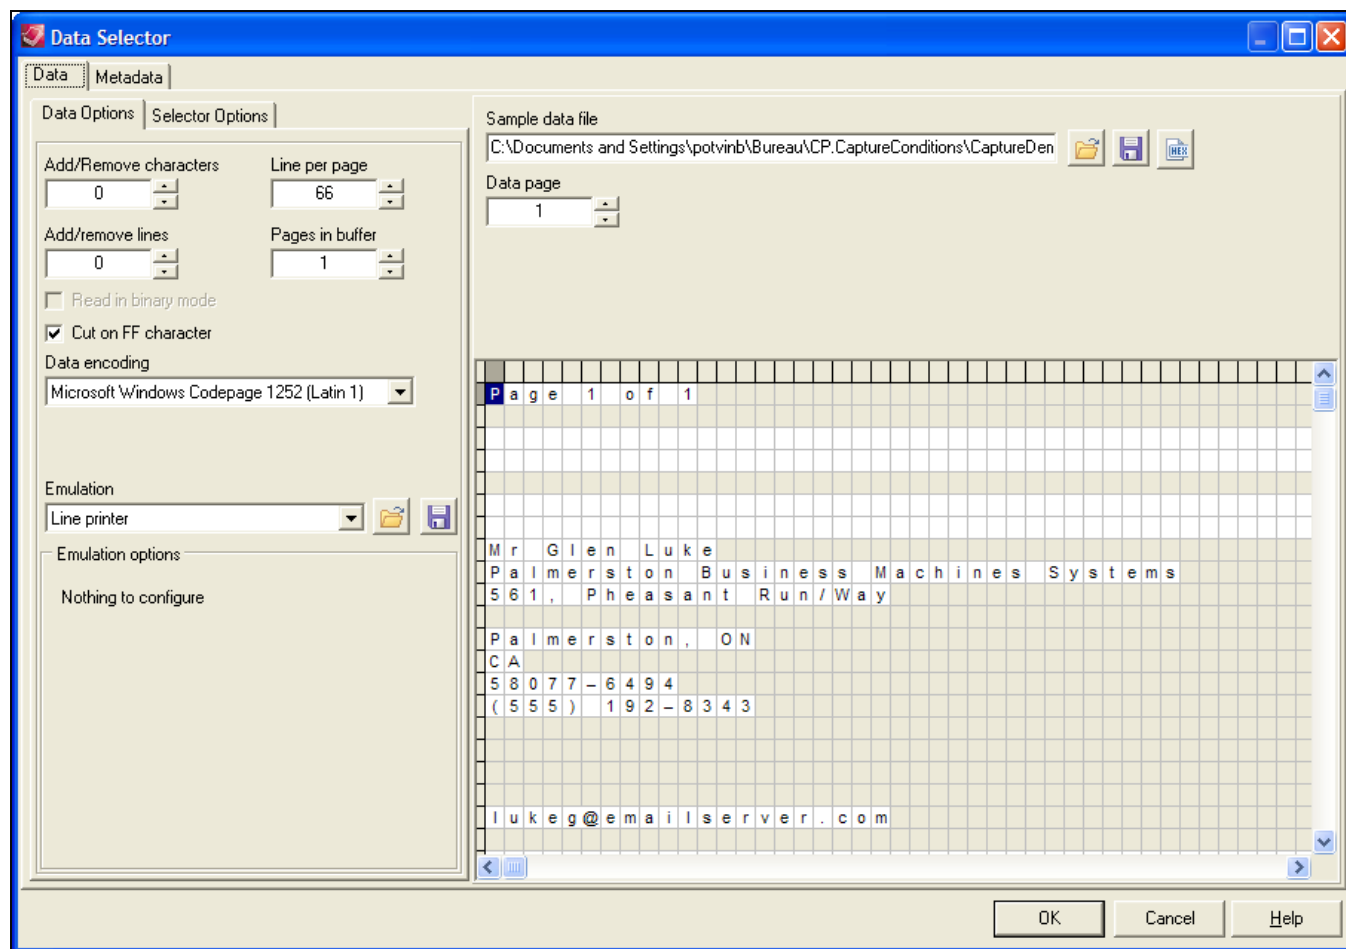 Data Selector
Data
Metadata
Data Options
Selector Options
Add/Remove characters
Line per page
0
66
Add/remove lines
Pages in buffer
0
1
Read in binary mode
Cut on FF character
Data encoding
Microsoft Windows Codepage 1252 (Latin 1)
Emulation
Line printer
Emulation options
Nothing to configure
Sample data file
C:\Documents and Settings\potvinb\Bureau\CP.CaptureConditions\CaptureDen
HEX
Data page
1
Page 1 of 1
Mr Glen Luke
Palmerston Business Machines Systems
561, Pheasant Run/Way
Palmerston, ON
CA
58077-6494
(555) 192-8343
lukeg@emailserver.com
OK
Cancel
Help